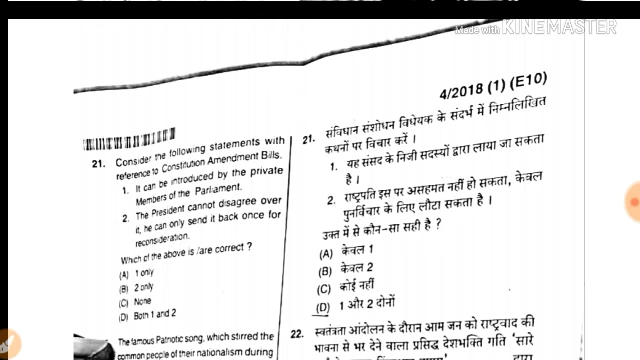 Made with KINEMASTER
4/2018 (1) (E10)
21. Consider the following statements with
reference to Constitution Amendment Bills.
1. It can be introduced by the private
Members of the Parliament.
2. The President cannot disagree over
it, he can only send it back once for
reconsideration.
Which of the above is /are correct ?
(A) 1 only
(B) 2 only
(C) None
(D) Both 1 and 2
The famous Patriotic song, which stirred the
common people of their nationalism during
21. संविधान संशोधन विधेयक के संदर्भ में निम्नलिखित
कथनों पर विचार करें ।
1. यह संसद के निजी सदस्यों द्वारा लाया जा सकता
है ।
2. राष्ट्रपति इस पर असहमत नहीं हो सकता, केवल
पुनर्विचार के लिए लौटा सकता है ।
उक्त में से कौन-सा सही है ?
(A) केवल 1
(B) केवल 2
(C) कोई नहीं
(D) 1 और 2 दोनों
22. स्वतंत्रता आंदोलन के दौरान आम जन को राष्ट्रवाद की
भावना से भर देने वाला प्रसिद्ध देशभक्ति गति 'सारे